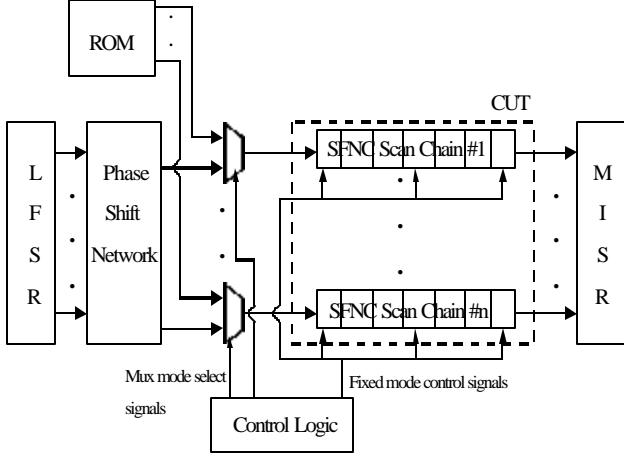 ROM
CUT
L
F
S
R
Phase
Shift
Network
SFNC Scan Chain #1
M
I
S
R
SFNC Scan Chain #n
Mux mode select
signals
Fixed mode control signals
Control Logic